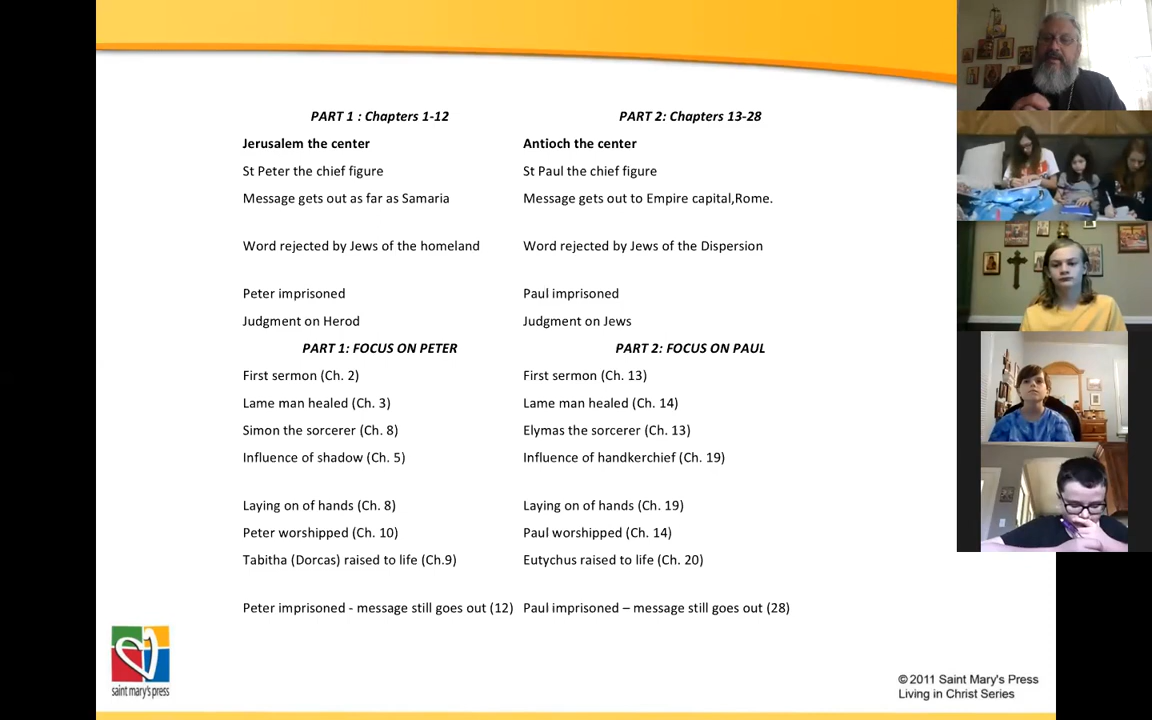 PART 1 : Chapters 1-12 PART 2: Chapters 13-28
Jerusalem the center Antioch the center
St Peter the chief figure St Paul the chief figure
Message gets out as far as Samaria Message gets out to Empire capital,Rome.
Word rejected by Jews of the homeland Word rejected by Jews of the Dispersion
Peter imprisoned Paul imprisoned
Judgment on Herod Judgment on Jews
PART 1: FOCUS ON PETER PART 2: FOCUS ON PAUL
First sermon (Ch. 2) First sermon (Ch. 13)
Lame man healed (Ch. 3) Lame man healed (Ch. 14)
Simon the sorcerer (Ch. 8) Elymas the sorcerer (Ch. 13)
Influence of shadow (Ch. 5) Influence of handkerchief (Ch. 19)
Laying on of hands (Ch. 8) Laying on of hands (Ch. 19)
Peter worshipped (Ch. 10) Paul worshipped (Ch. 14)
Tabitha (Dorcas) raised to life (Ch.9) Eutychus raised to life (Ch. 20)
Peter imprisoned - message still goes out (12) Paul imprisoned – message still goes out (28)
saint mary's press
© 2011 Saint Mary's Press
Living in Christ Series